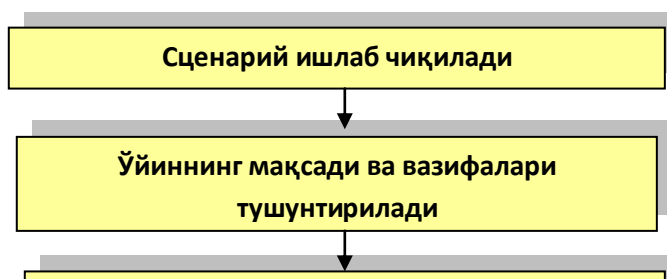 Сценарий ишлаб чиқилади
Ўйиннинг мақсади ва вазифалари
тушунтирилади